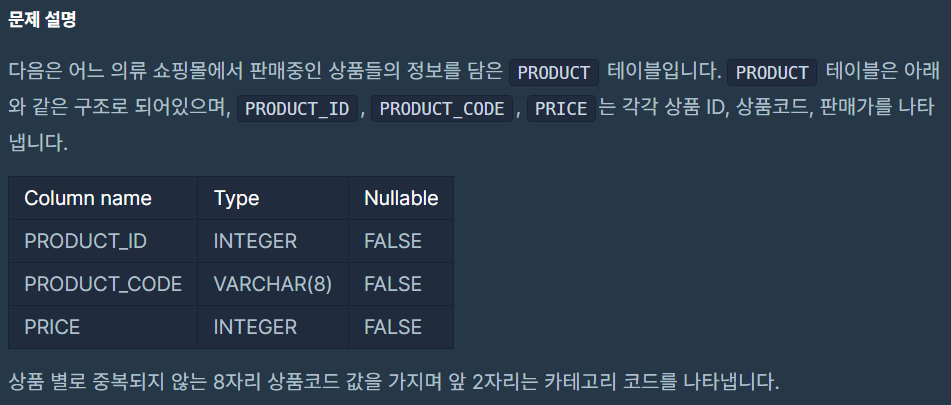 문제 설명
다음은 어느 의류 쇼핑몰에서 판매중인 상품들의 정보를 담은 PRODUCT 테이블입니다. PRODUCT 테이블은 아래
와 같은 구조로 되어있으며, PRODUCT_ID, PRODUCT_CODE, PRICE는 각각 상품 ID, 상품코드, 판매가를 나타
냅니다.
Column name Type Nullable
PRODUCT_ID INTEGER FALSE
PRODUCT_CODE VARCHAR(8) FALSE
PRICE INTEGER FALSE
상품 별로 중복되지 않는 8자리 상품코드 값을 가지며 앞 2자리는 카테고리 코드를 나타냅니다.